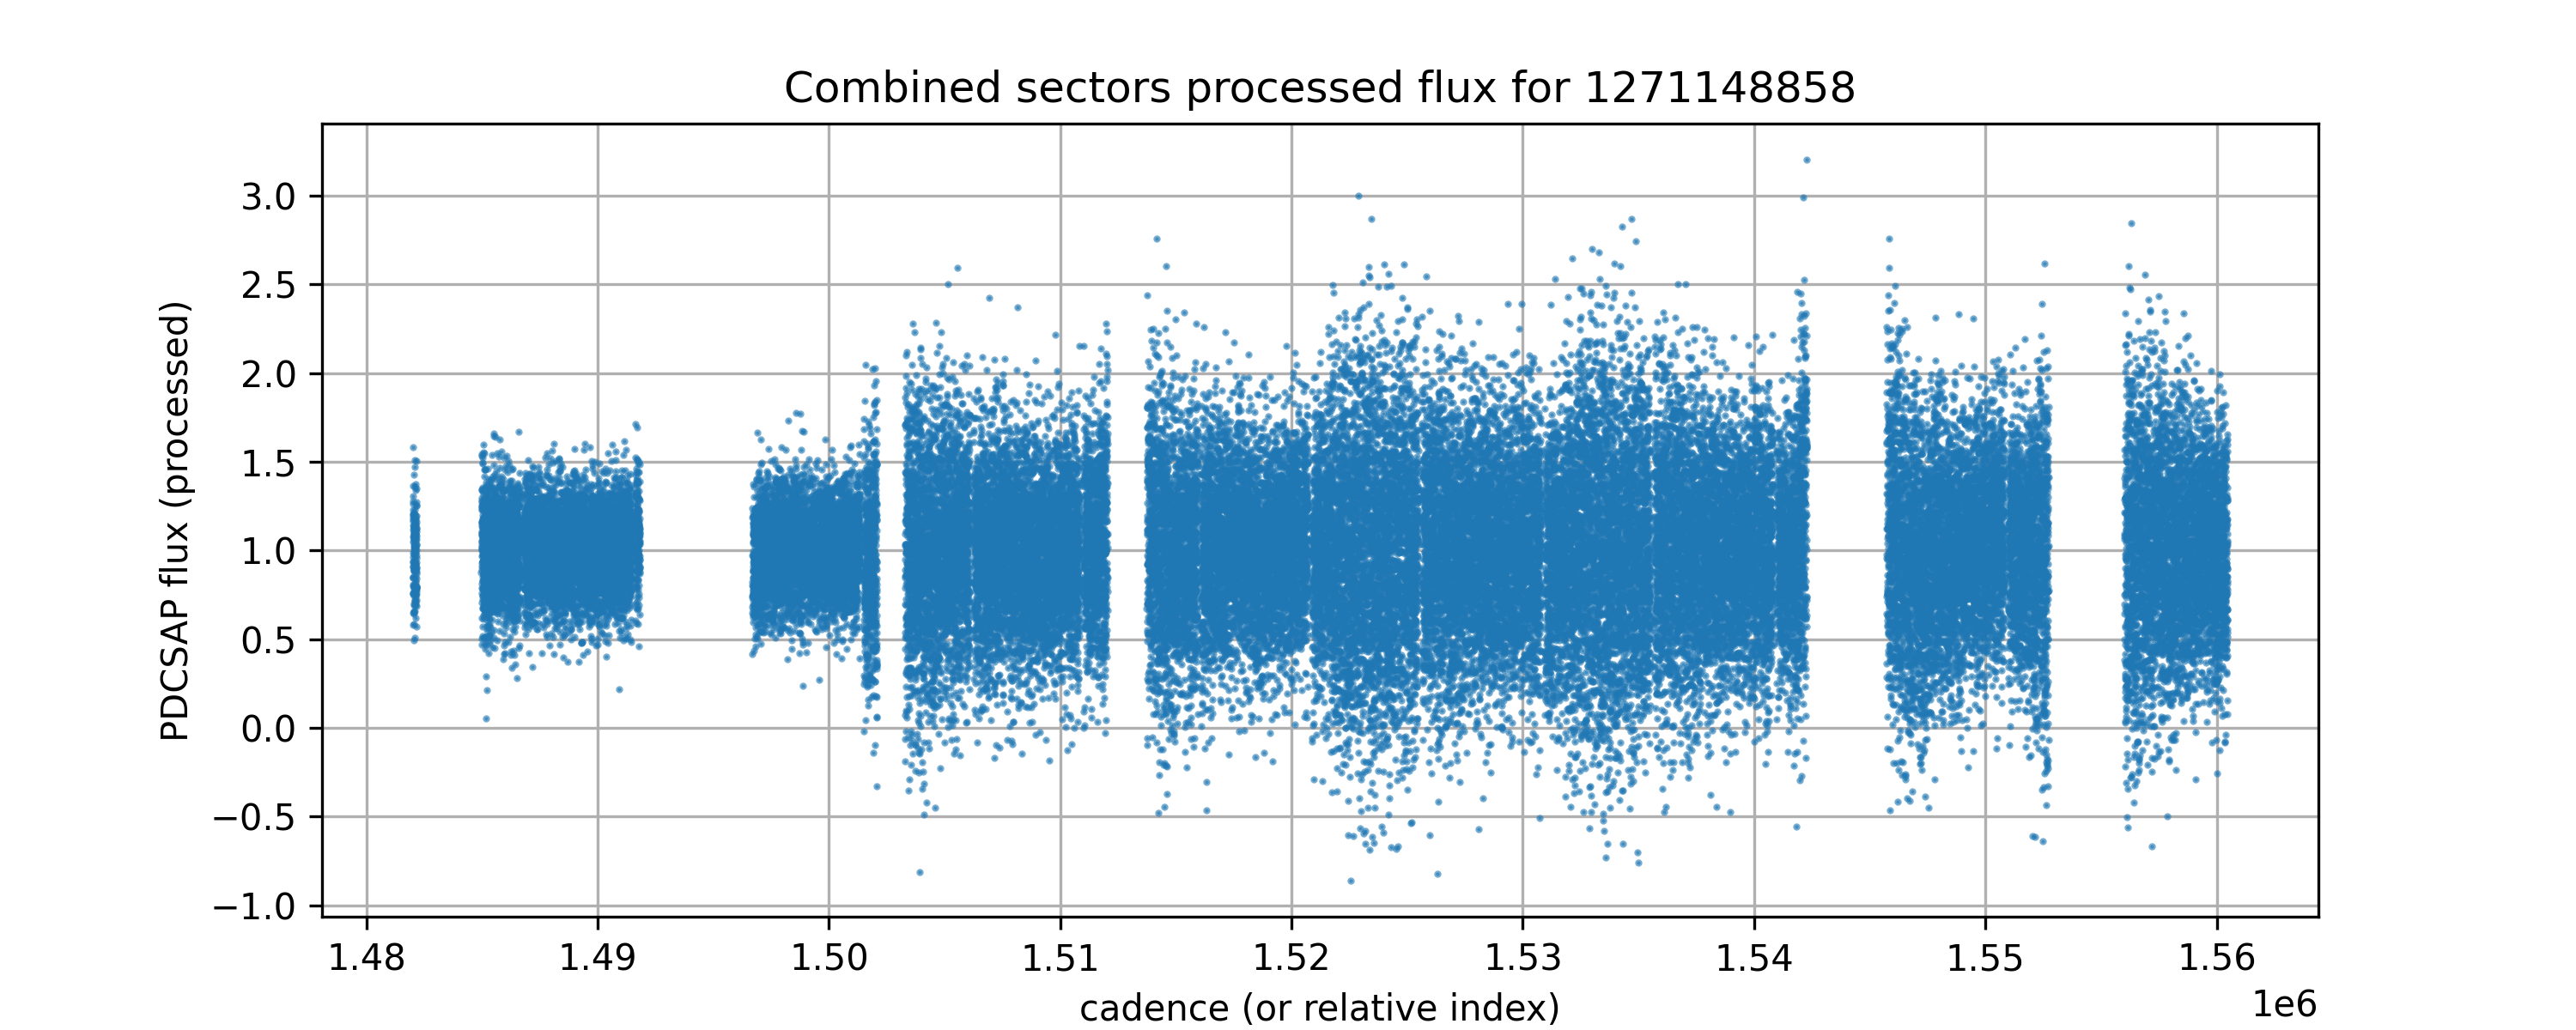 Combined sectors processed flux for 1271148858
PDCSAP flux (processed)
3.0
2.5
2.0
1.5
1.0
0.5
0.0
−0.5
−1.0
1.48 1.49 1.50 1.51 1.52 1.53 1.54 1.55 1.56
1e6
cadence (or relative index)